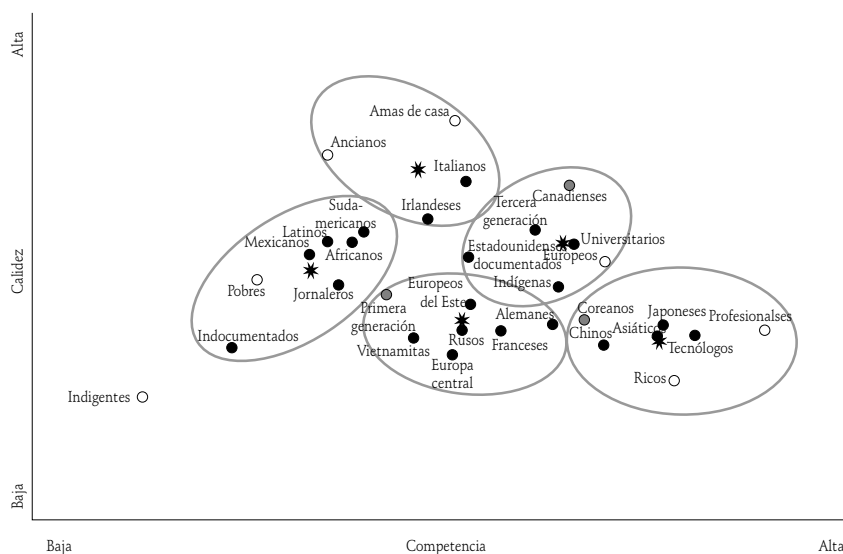 Alta
Amas de casa
Ancianos
Italianos
Canadienses
Tercera
generación
Irlandeses
Suda-
mericanos
Latinos
Mexicanos
Africanos
Universitarios
Estadounidenses
documentados
Europeos
Calidez
Pobres
Jornaleros
Indígenas
Europeos
del Este
Primera
generación
Alemanes
Coreanos
Japoneses
Profesionalses
Chinos
Asiáticos
Tecnólogos
Indocumentados
Vietnamitas
Rusos
Franceses
Europa
central
Ricos
Indigentes
Baja
Baja
Competencia
Alta